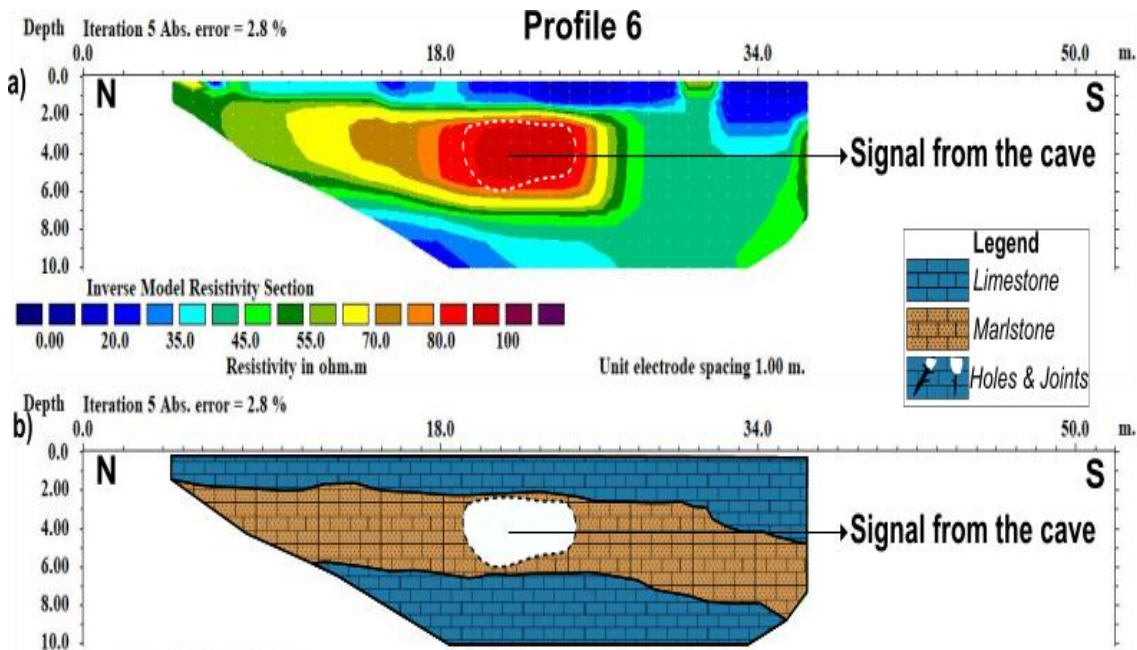 Profile 6
Depth Iteration 5 Abs. error = 2.8 %
0.0 18.0 34.0 50.0 m.
a)
N S
0.0
2.00
4.00
6.00
8.00
10.0
Signal from the cave
Inverse Model Resistivity Section
0.00 20.0 35.0 45.0 55.0 70.0 80.0 100
Resistivity in ohm.m Unit electrode spacing 1.00 m.
Legend
Limestone
Marlstone
Holes & Joints
Depth Iteration 5 Abs. error = 2.8 %
b)
0.0 18.0 34.0 50.0 m.
N S
0.0
2.00
4.00
6.00
8.00
10.0
Signal from the cave